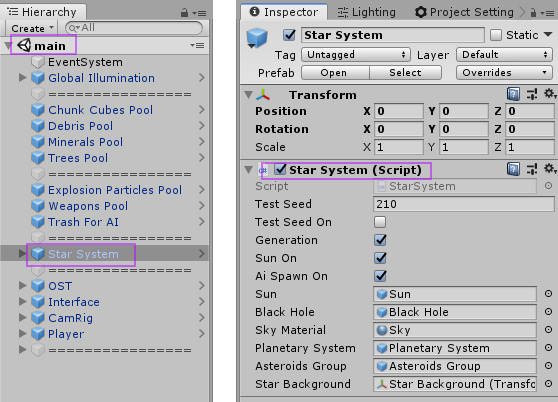 Hierarchy
Create
All
main
EventSystem
Global Illumination
====================
Chunk Cubes Pool
Debris Pool
Minerals Pool
Trees Pool
====================
Explosion Particles Pool
Weapons Pool
Trash For AI
====================
Star System
====================
OST
Interface
CamRig
Player
====================
Inspector Lighting Project Setting
Star System Static
Tag Untagged Layer Default
Prefab Open Select Overrides
Transform
Position X 0 Y 0 Z 0
Rotation X 0 Y 0 Z 0
Scale X 1 Y 1 Z 1
Star System (Script)
Script StarSystem
Test Seed 210
Test Seed On
Generation
Sun On
Ai Spawn On
Sun Sun
Black Hole Black Hole
Sky Material Sky
Planetary System Planetary System
Asteroids Group Asteroids Group
Star Background Star Background (Transfo